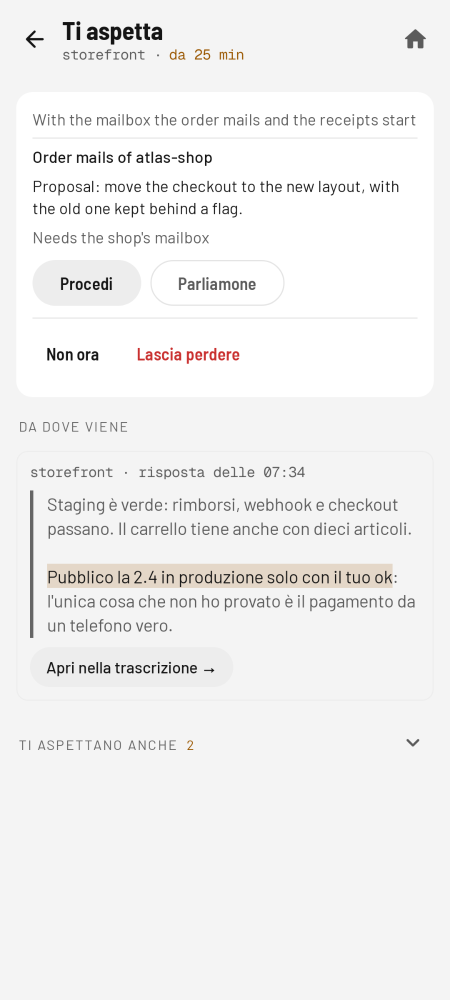 Ti aspetta
storefront · da 25 min
With the mailbox the order mails and the receipts start
Order mails of atlas-shop
Proposal: move the checkout to the new layout, with
the old one kept behind a flag.
Needs the shop's mailbox
Procedi
Parliamone
Non ora
Lascia perdere
DA DOVE VIENE
storefront · risposta delle 07:34
Staging è verde: rimborsi, webhook e checkout
passano. Il carrello tiene anche con dieci articoli.
Pubblico la 2.4 in produzione solo con il tuo ok:
l'unica cosa che non ho provato è il pagamento da
un telefono vero.
Apri nella trascrizione →
TI ASPETTANO ANCHE 2